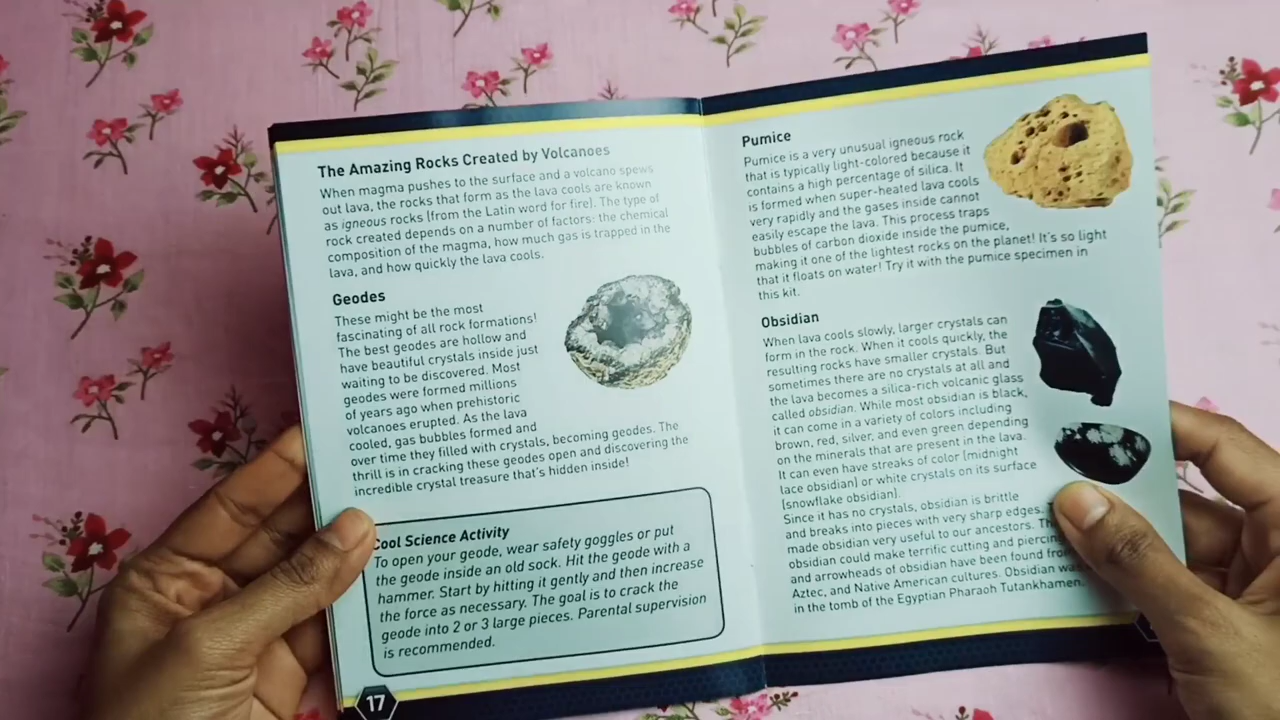 The Amazing Rocks Created by Volcanoes
When magma pushes to the surface and a volcano spews
out lava, the rocks that form as the lava cools are known
as igneous rocks (from the Latin word for fire). The type of
rock created depends on a number of factors: the chemical
composition of the magma, how much gas is trapped in the
lava, and how quickly the lava cools.
Geodes
These might be the most
fascinating of all rock formations!
The best geodes are hollow and
have beautiful crystals inside just
waiting to be discovered. Most
geodes were formed millions
of years ago when prehistoric
volcanoes erupted. As the lava
cooled, gas bubbles formed and
over time they filled with crystals, becoming geodes. The
thrill is in cracking these geodes open and discovering the
incredible crystal treasure that's hidden inside!
Cool Science Activity
To open your geode, wear safety goggles or put
the geode inside an old sock. Hit the geode with a
hammer. Start by hitting it gently and then increase
the force as necessary. The goal is to crack the
geode into 2 or 3 large pieces. Parental supervision
is recommended.
17
Pumice
Pumice is a very unusual igneous rock
that is typically light-colored because it
contains a high percentage of silica. It
is formed when super-heated lava cools
very rapidly and the gases inside cannot
easily escape the lava. This process traps
bubbles of carbon dioxide inside the pumice,
making it one of the lightest rocks on the planet! It's so light
that it floats on water! Try it with the pumice specimen in
this kit.
Obsidian
When lava cools slowly, larger crystals can
form in the rock. When it cools quickly, the
resulting rocks have smaller crystals. But
sometimes there are no crystals at all and
the lava becomes a silica-rich volcanic glass
called obsidian. While most obsidian is black,
it can come in a variety of colors including
brown, red, silver, and even green depending
on the minerals that are present in the lava.
It can even have streaks of color (midnight
lace obsidian) or white crystals on its surface
(snowflake obsidian).
Since it has no crystals, obsidian is brittle
and breaks into pieces with very sharp edges.
made obsidian very useful to our ancestors.
obsidian could make terrific cutting and piercing
and arrowheads of obsidian have been found from
Aztec, and Native American cultures. Obsidian was
in the tomb of the Egyptian Pharaoh Tutankhamen.